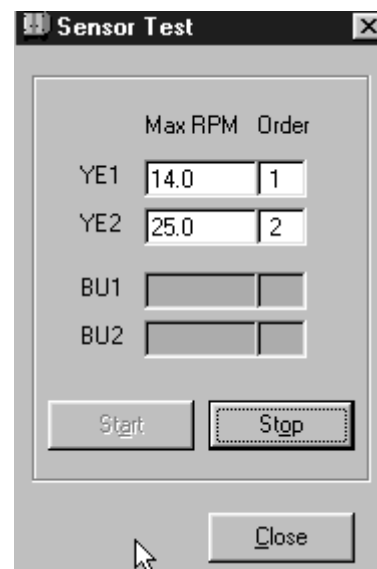 Sensor Test
Max RPM Order
YE1 14.0 1
YE2 25.0 2
BU1
BU2
Start Stop
Close